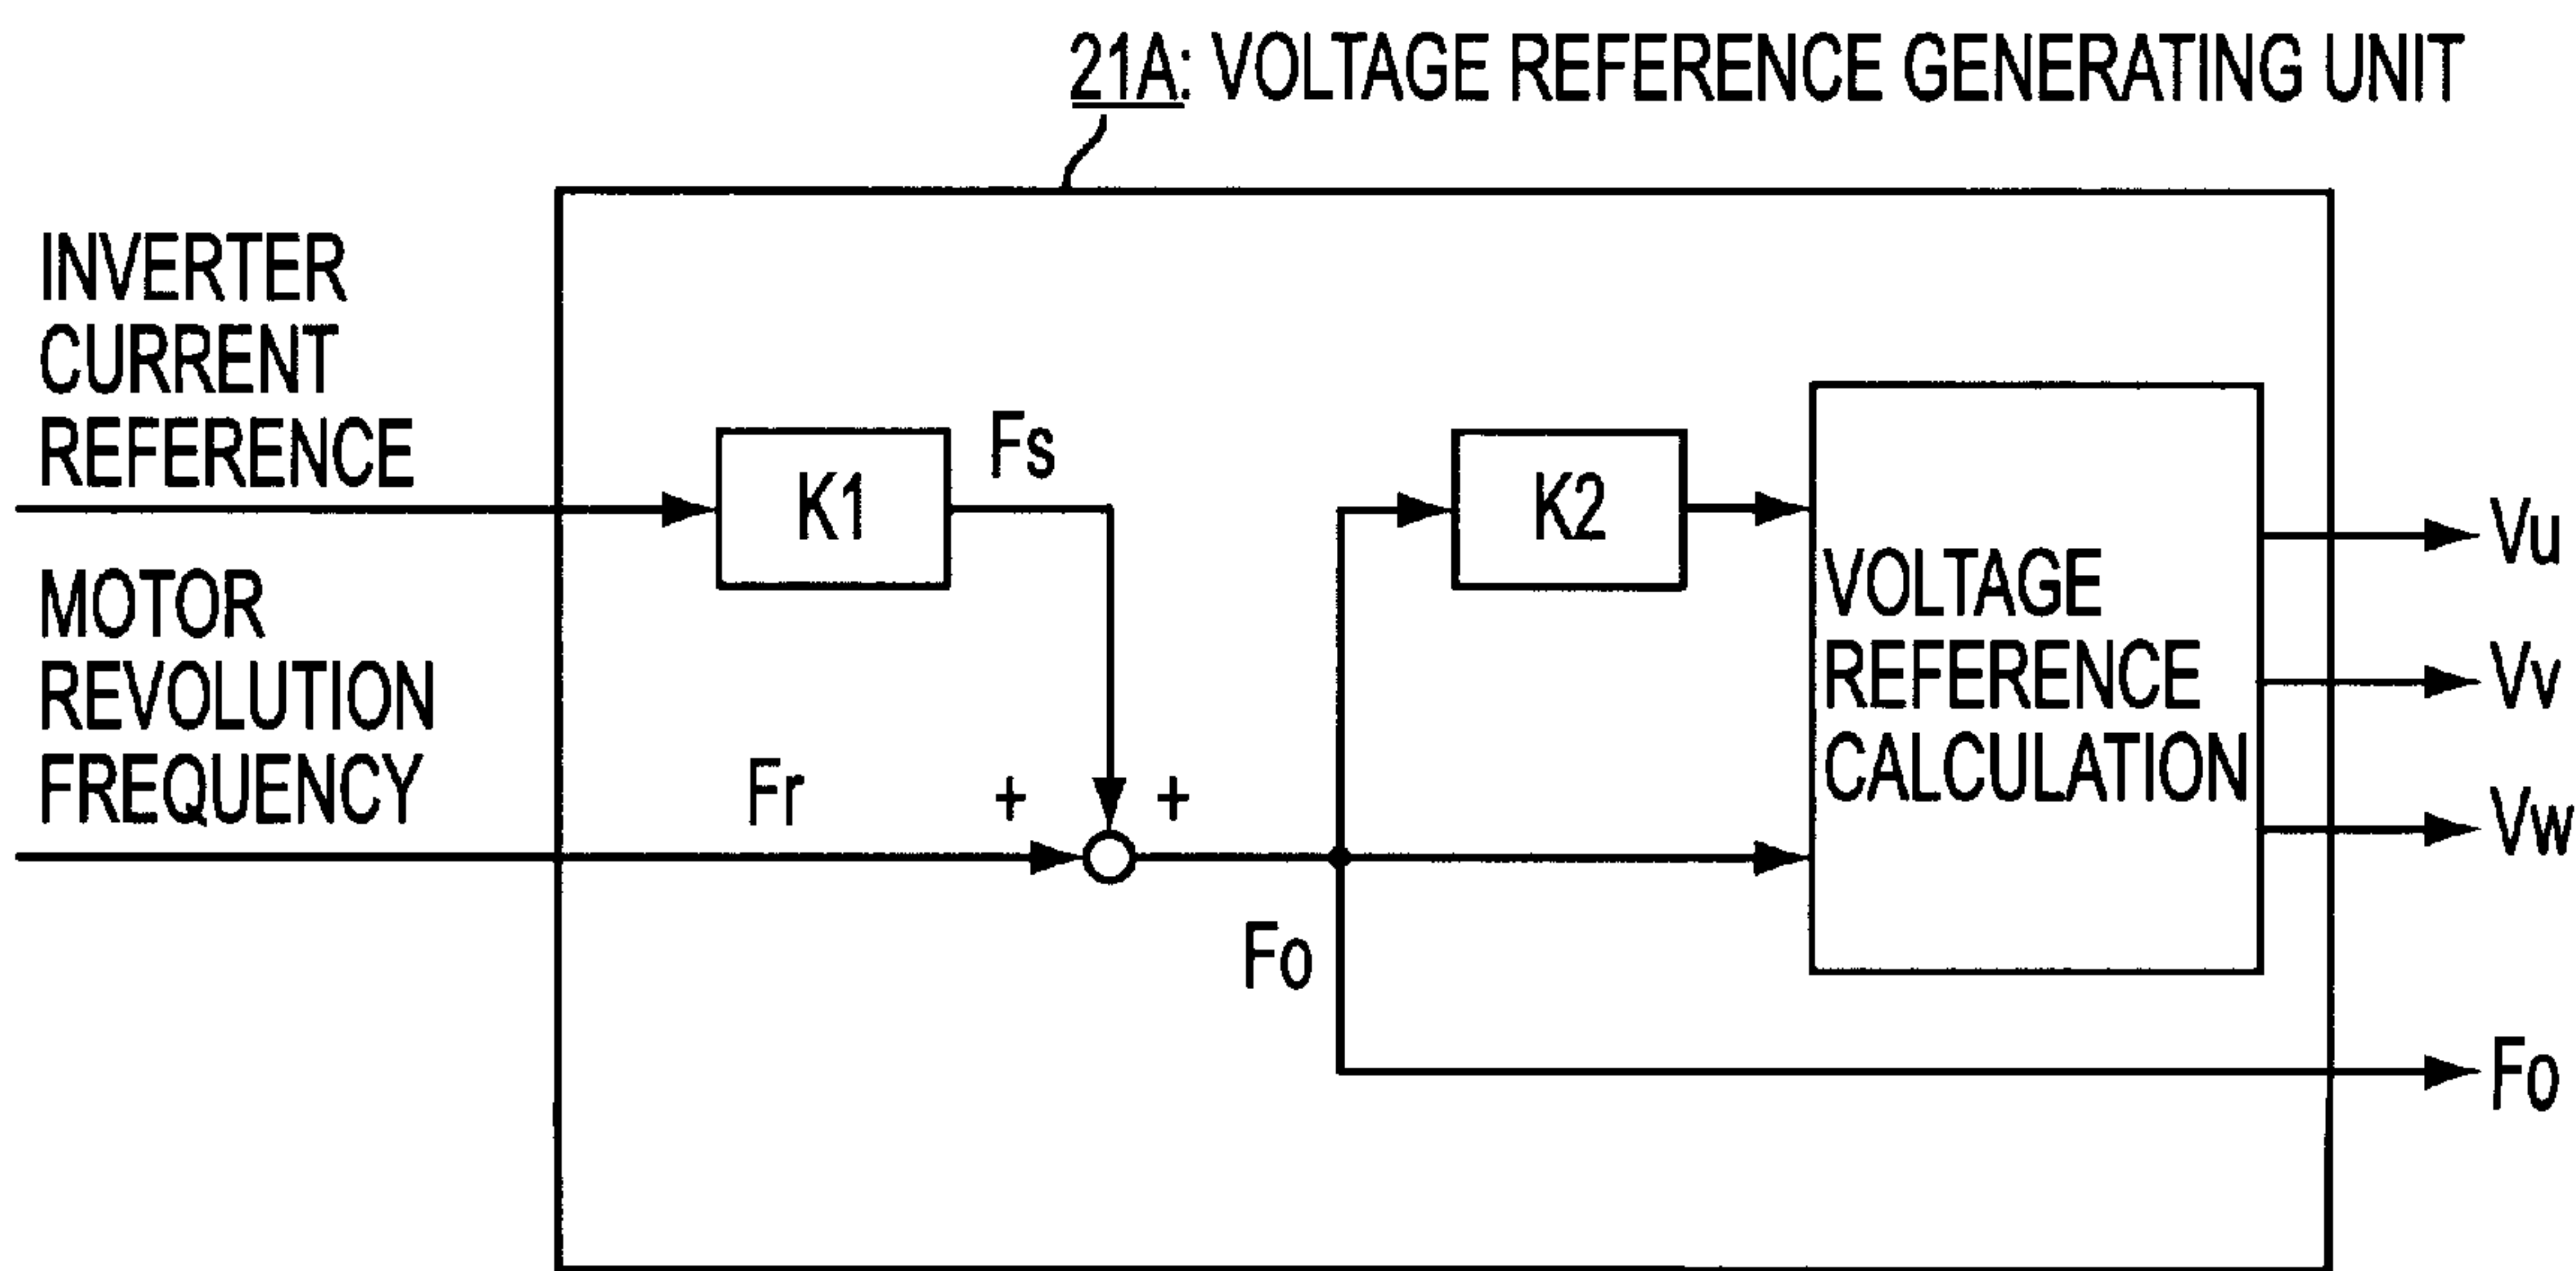 21A: VOLTAGE REFERENCE GENERATING UNIT
INVERTER
CURRENT
REFERENCE
K1
Fs
K2
MOTOR
REVOLUTION
FREQUENCY
Fr
+
+
Fo
VOLTAGE
REFERENCE
CALCULATION
Vu
Vv
Vw
Fo